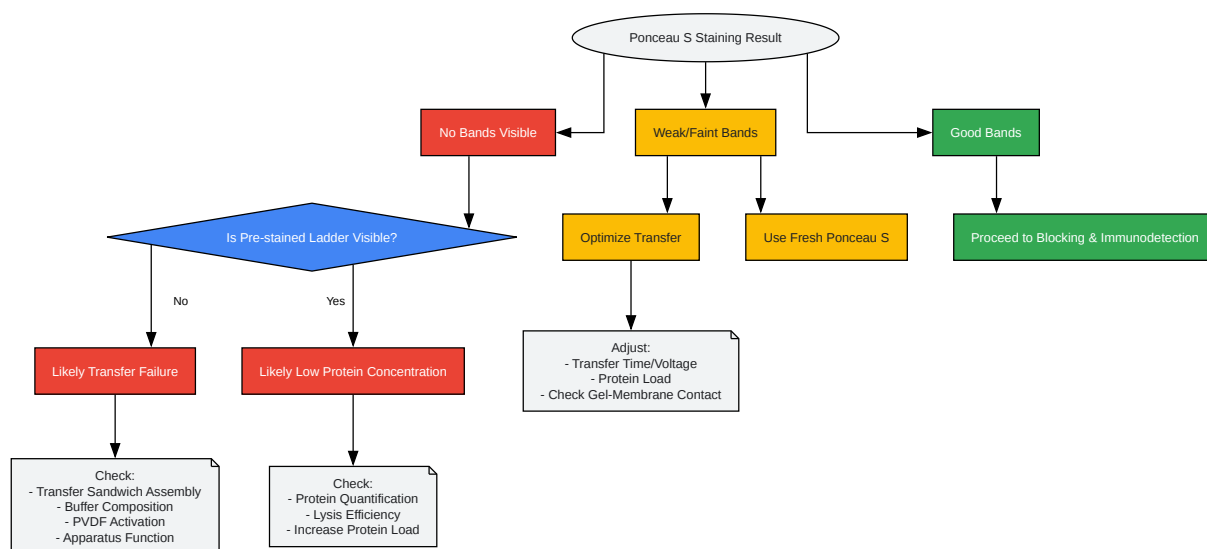 Ponceau S Staining Result
No Bands Visible
Weak/Faint Bands
Good Bands
Is Pre-stained Ladder Visible?
Optimize Transfer
Use Fresh Ponceau S
Proceed to Blocking & Immunodetection
No
Yes
Likely Transfer Failure
Likely Low Protein Concentration
Adjust:
- Transfer Time/Voltage
- Protein Load
- Check Gel-Membrane Contact
Check:
- Transfer Sandwich Assembly
- Buffer Composition
- PVDF Activation
- Apparatus Function
Check:
- Protein Quantification
- Lysis Efficiency
- Increase Protein Load